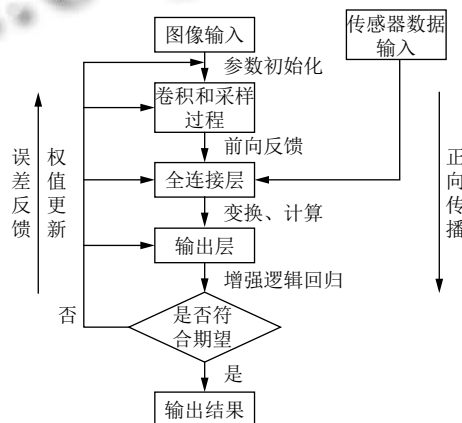 图像输入
传感器数据
输入
参数初始化
卷积和采样
过程
前向反馈
误差反馈
权值更新
全连接层
正向传播
变换、计算
输出层
增强逻辑回归
否
是否符
合期望
是
输出结果